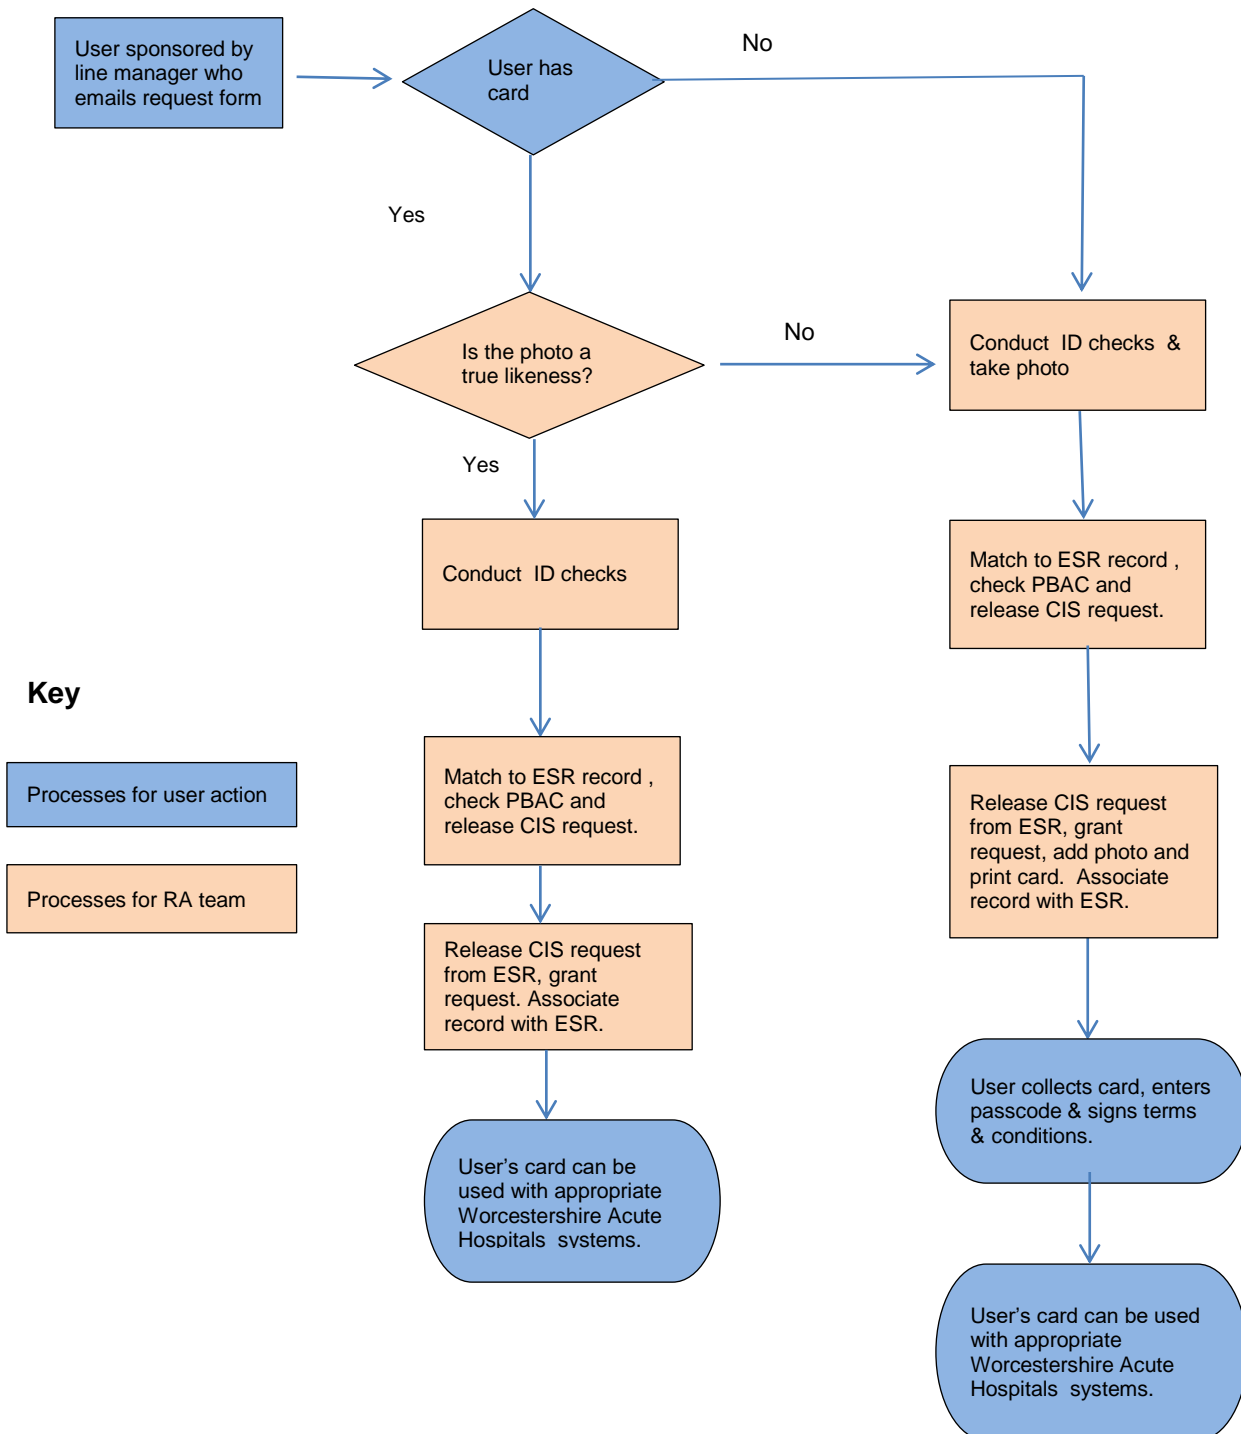 User sponsored by
line manager who
emails request form
User has
card
No
Yes
Is the photo a
true likeness?
No
Conduct  ID checks  &
take photo
Yes
Conduct  ID checks
Match to ESR record ,
check PBAC and
release CIS request.
Key
Processes for user action
Processes for RA team
Match to ESR record ,
check PBAC and
release CIS request.
Release CIS request
from ESR, grant
request, add photo and
print card.  Associate
record with ESR.
Release CIS request
from ESR, grant
request. Associate
record with ESR.
User collects card, enters
passcode & signs terms
& conditions.
User’s card can be
used with appropriate
Worcestershire Acute
Hospitals  systems.
User’s card can be used
with appropriate
Worcestershire Acute
Hospitals  systems.